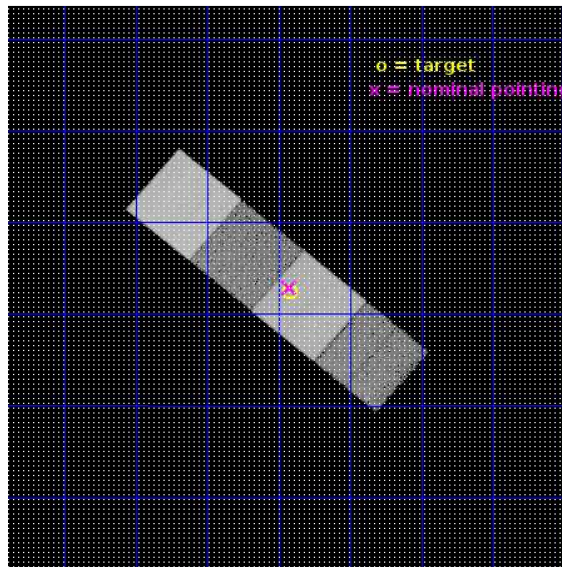 o = target
x = nominal pointing